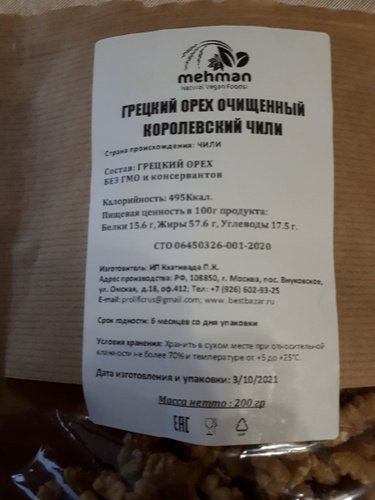 mehman
Natural Vegan Foods!
ГРЕЦКИЙ ОРЕХ ОЧИЩЕННЫЙ
КОРОЛЕВСКИЙ ЧИЛИ
Страна происхождения: ЧИЛИ
Состав: ГРЕЦКИЙ ОРЕХ
БЕЗ ГМО и консервантов
Калорийность: 495Ккал.
Пищевая ценность в 100г продукта:
Белки 15.6 г, Жиры 57.6 г, Углеводы 17.5 г.
СТО 06450326-001-2020
Изготовитель: ИП Кхативада П.К.
Адрес производства: РФ, 108850, г. Москва, пос. Внуковское,
ул. Омская, д.18, оф.412; Тел: +7 (926) 602-93-25
E-mail: prolificrus@gmail.com; www. bestbazar.ru
Срок годности: 6 месяцев со дня упаковки
Условия хранения: Хранить в сухом месте при относительной
влажности не более 70% и температуре от +5 до +25°С.
Дата изготовления и упаковки: 3/10/2021
Масса нетто : 200 гр
EAC